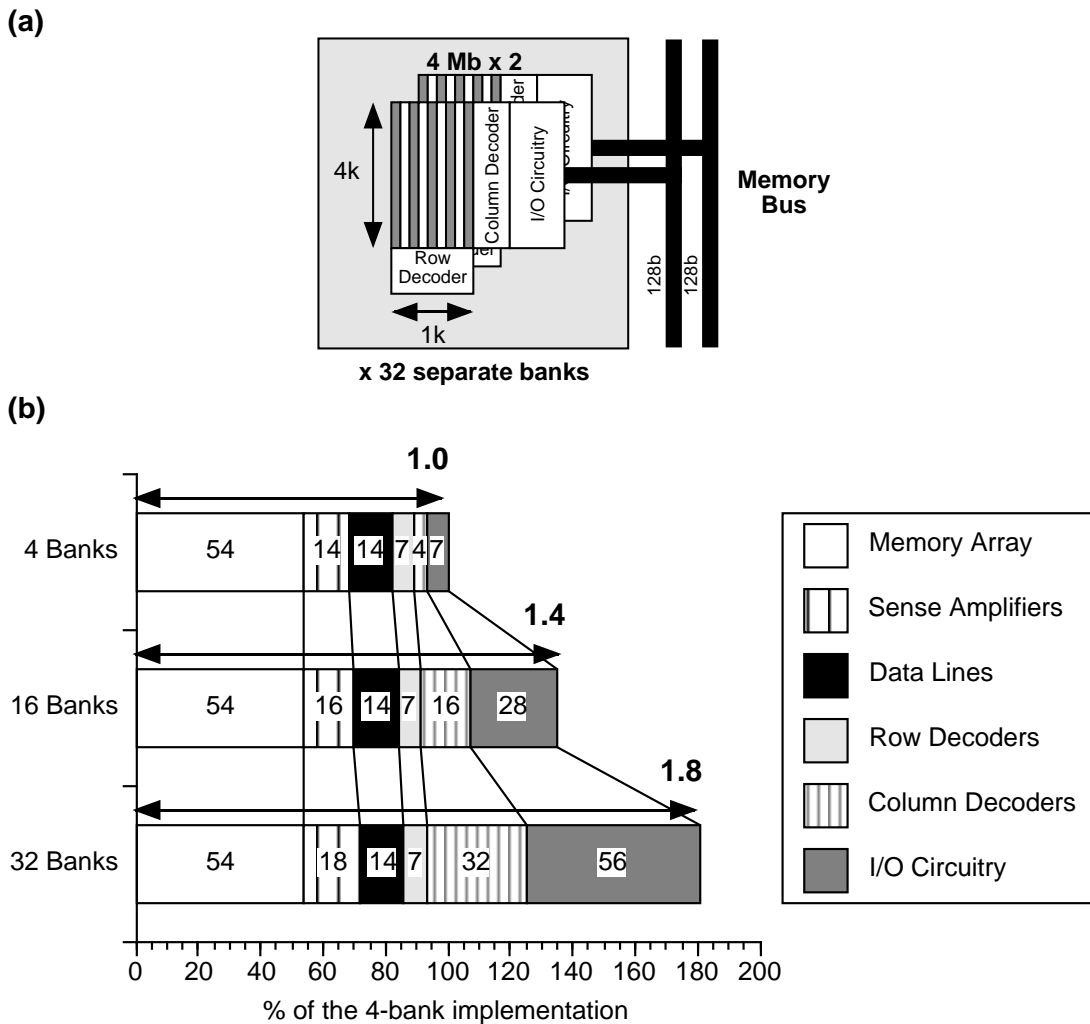 (a)
4 Mb x 2
4k
Column Decoder
I/O Circuitry
Row
Decoder
1k
128b
128b
Memory
Bus
x 32 separate banks
(b)
1.0
4 Banks
54
14
14
7
4
7
1.4
16 Banks
54
16
14
7
16
28
1.8
32 Banks
54
18
14
7
32
56
0
20
40
60
80
100
120
140
160
180
200
% of the 4-bank implementation
Memory Array
Sense Amplifiers
Data Lines
Row Decoders
Column Decoders
I/O Circuitry